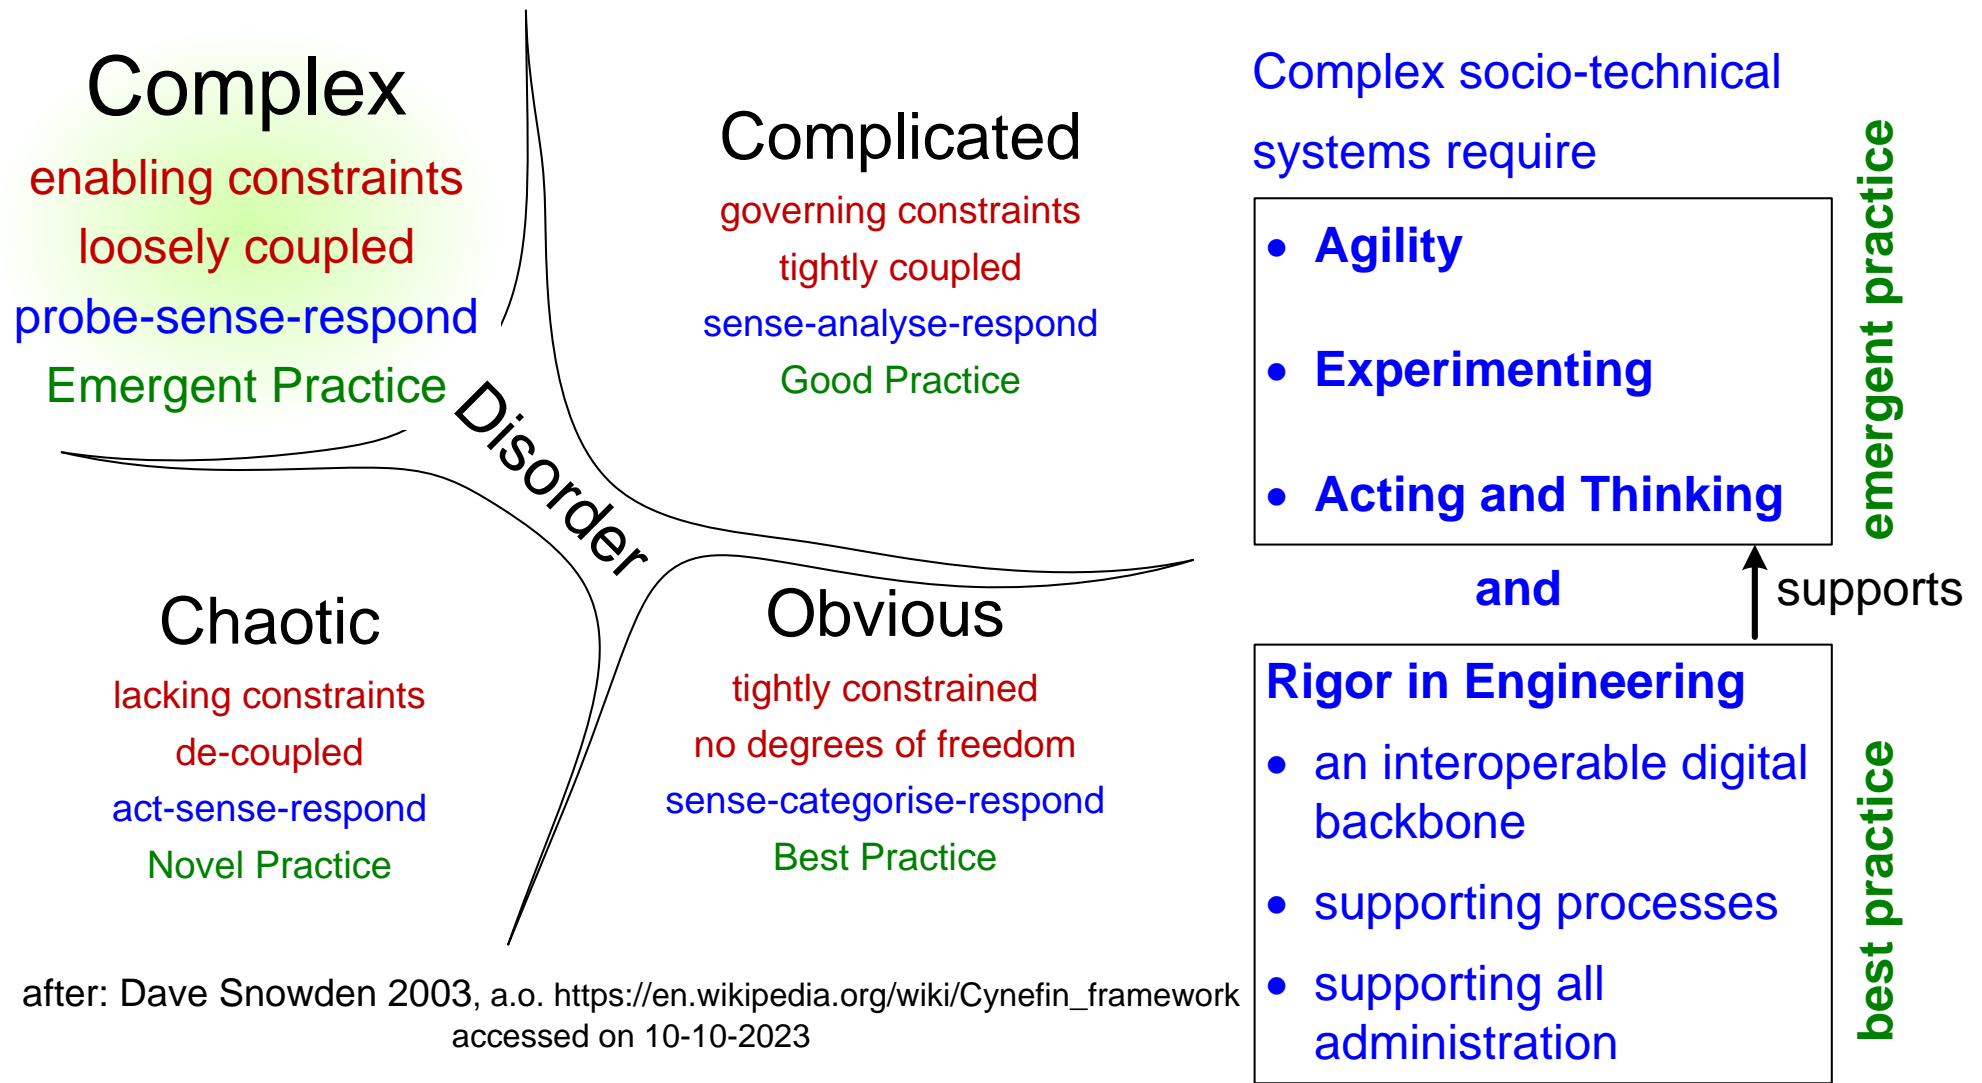 Complex
enabling constraints
loosely coupled
probe-sense-respond
Emergent Practice
Complicated
governing constraints
tightly coupled
sense-analyse-respond
Good Practice
Disorder
Chaotic
lacking constraints
de-coupled
act-sense-respond
Novel Practice
Obvious
tightly constrained
no degrees of freedom
sense-categorise-respond
Best Practice
after: Dave Snowden 2003, a.o. https://en.wikipedia.org/wiki/Cynefin_framework
accessed on 10-10-2023
Complex socio-technical
systems require
• Agility
• Experimenting
• Acting and Thinking
emergent practice
and
supports
Rigor in Engineering
• an interoperable digital
backbone
• supporting processes
• supporting all
administration
best practice